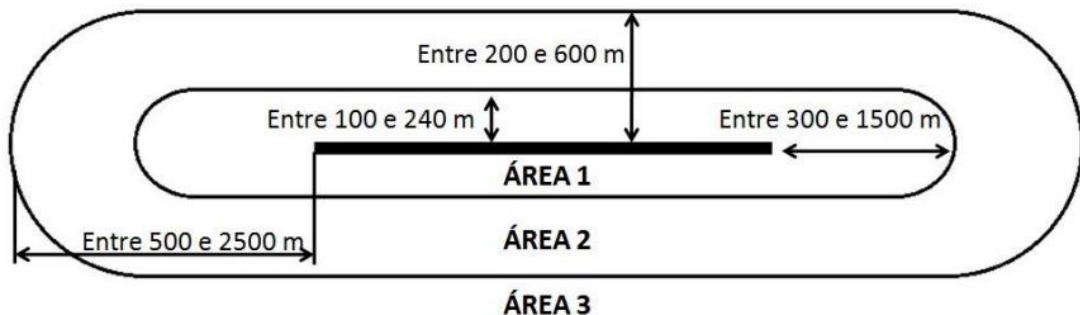 Entre 200 e 600 m
Entre 100 e 240 m
Entre 300 e 1500 m
ÁREA 1
Entre 500 e 2500 m
ÁREA 2
ÁREA 3